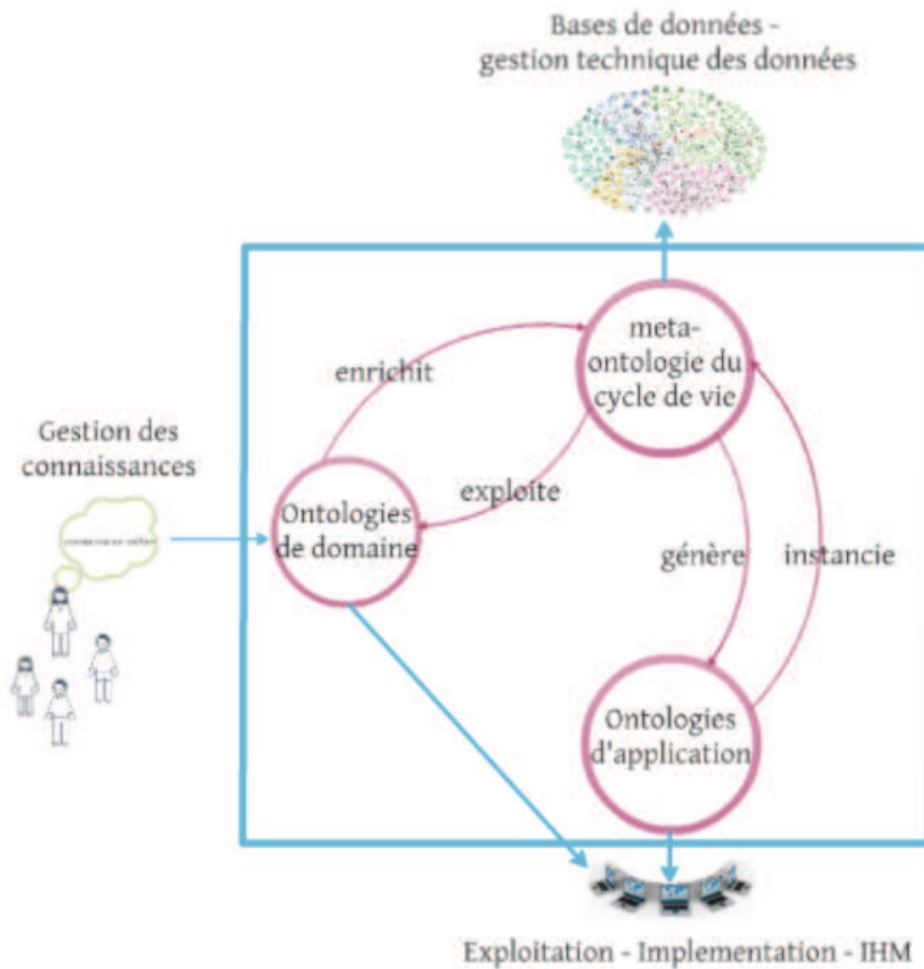 Bases de données -
gestion technique des données
meta-
ontologie du
cycle de vie
enrichit
Gestion des
connaissances
exploite
Ontologies
de domaine
génère
instancie
Ontologies
d'application
Exploitation - Implementation - IHM